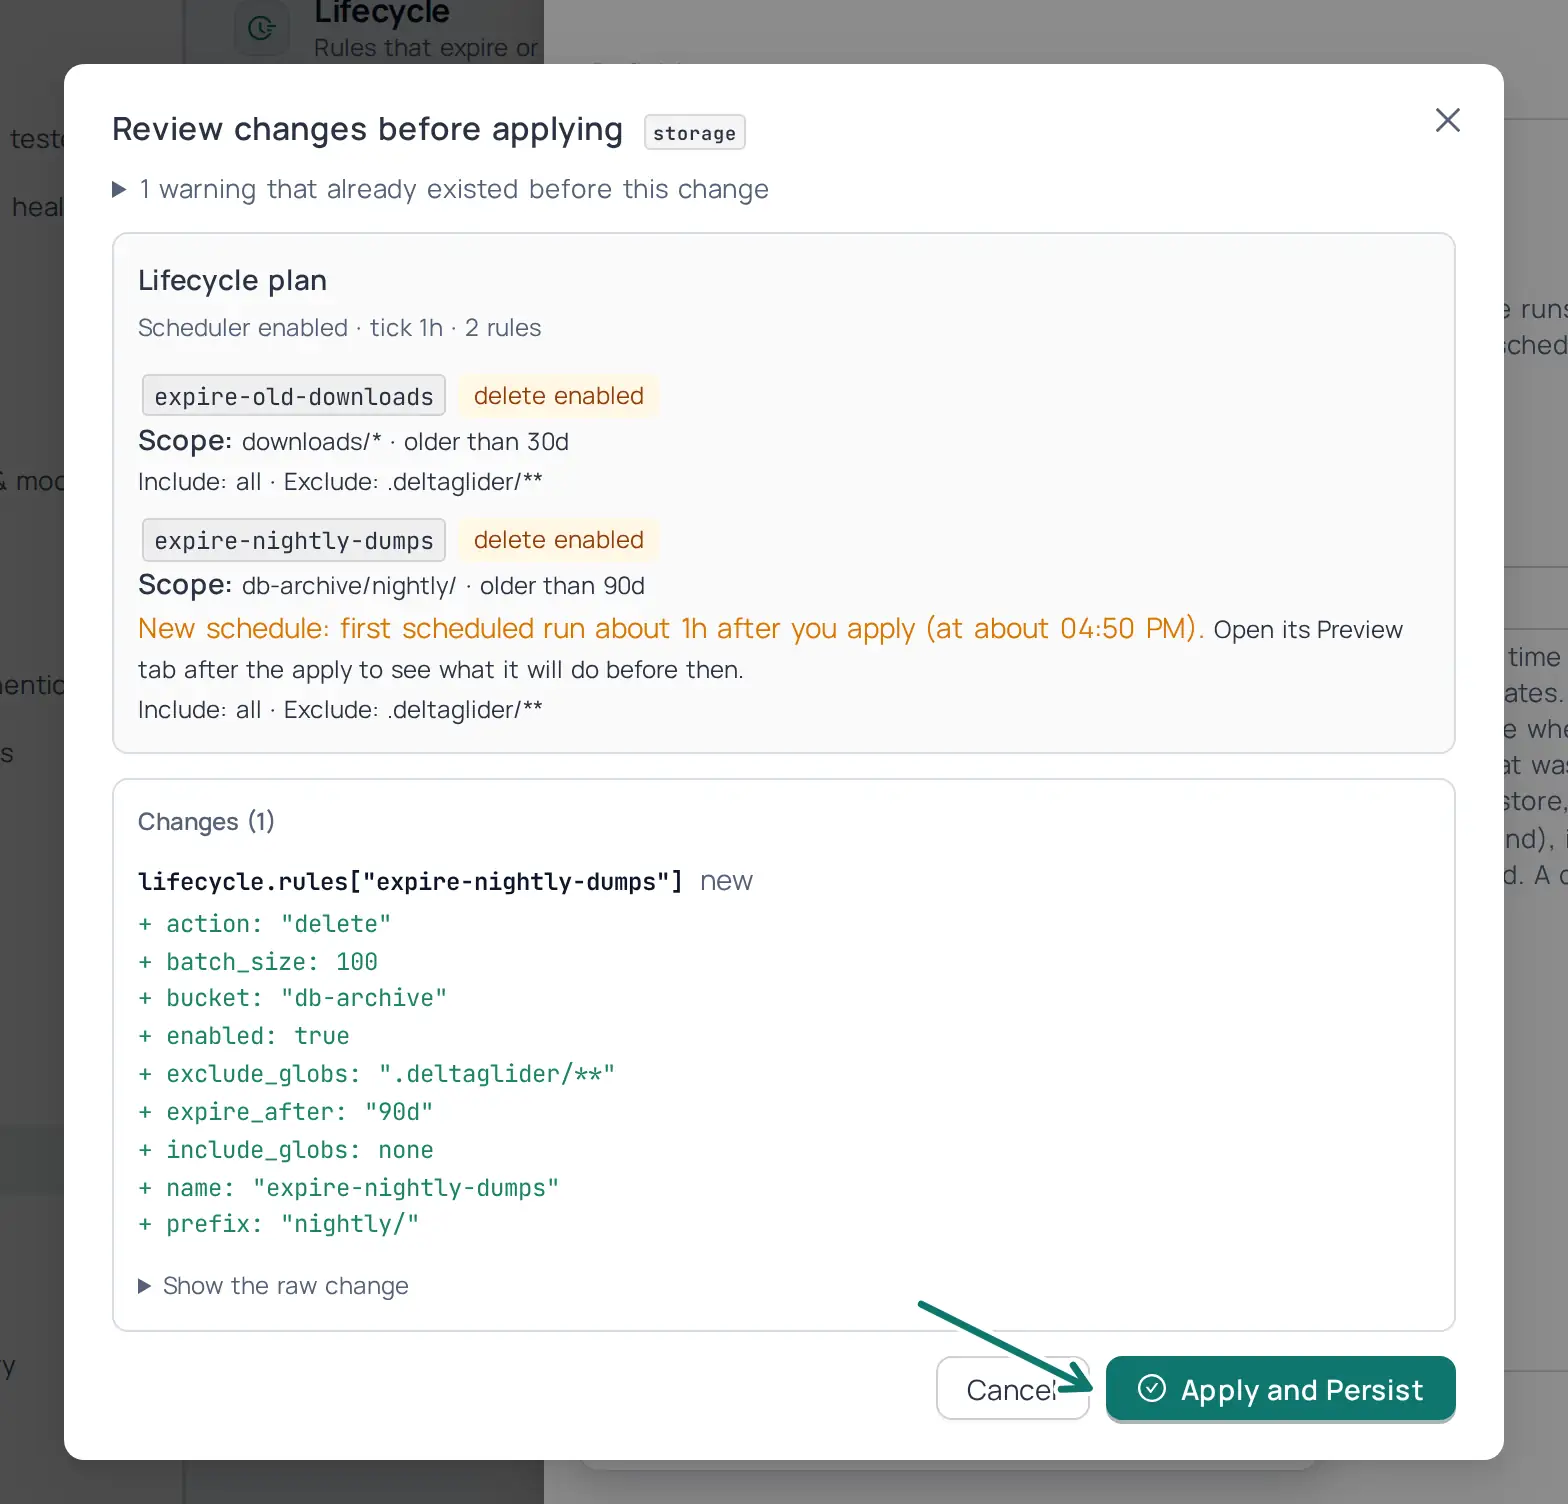 Lifecycle
Rules that expire or
Review changes before applying storage
1 warning that already existed before this change
Lifecycle plan
Scheduler enabled · tick 1h · 2 rules
expire-old-downloads delete enabled
Scope: downloads/* · older than 30d
Include: all · Exclude: .deltaglider/**
expire-nightly-dumps delete enabled
Scope: db-archive/nightly/ · older than 90d
New schedule: first scheduled run about 1h after you apply (at about 04:50 PM). Open its Preview
tab after the apply to see what it will do before then.
Include: all · Exclude: .deltaglider/**
Changes (1)
lifecycle.rules["expire-nightly-dumps"] new
+ action: "delete"
+ batch_size: 100
+ bucket: "db-archive"
+ enabled: true
+ exclude_globs: ".deltaglider/**"
+ expire_after: "90d"
+ include_globs: none
+ name: "expire-nightly-dumps"
+ prefix: "nightly/"
Show the raw change
Cancel Apply and Persist
time